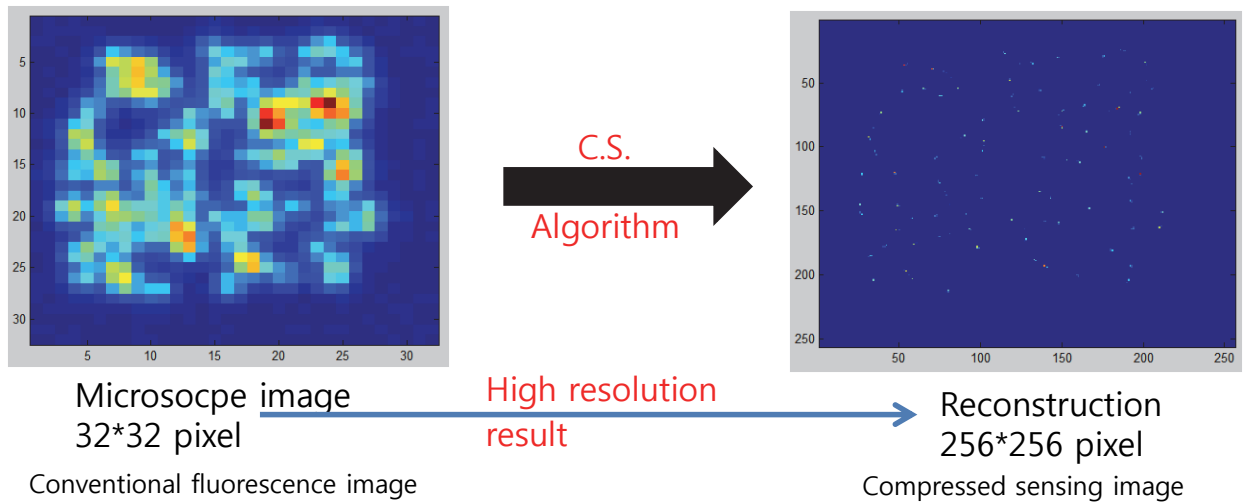 5
10
15
20
25
30
5 10 15 20 25 30
C.S.
Algorithm
50
100
150
200
250
50 100 150 200 250
Microsocpe image
32*32 pixel
Conventional fluorescence image
High resolution
result
Reconstruction
256*256 pixel
Compressed sensing image